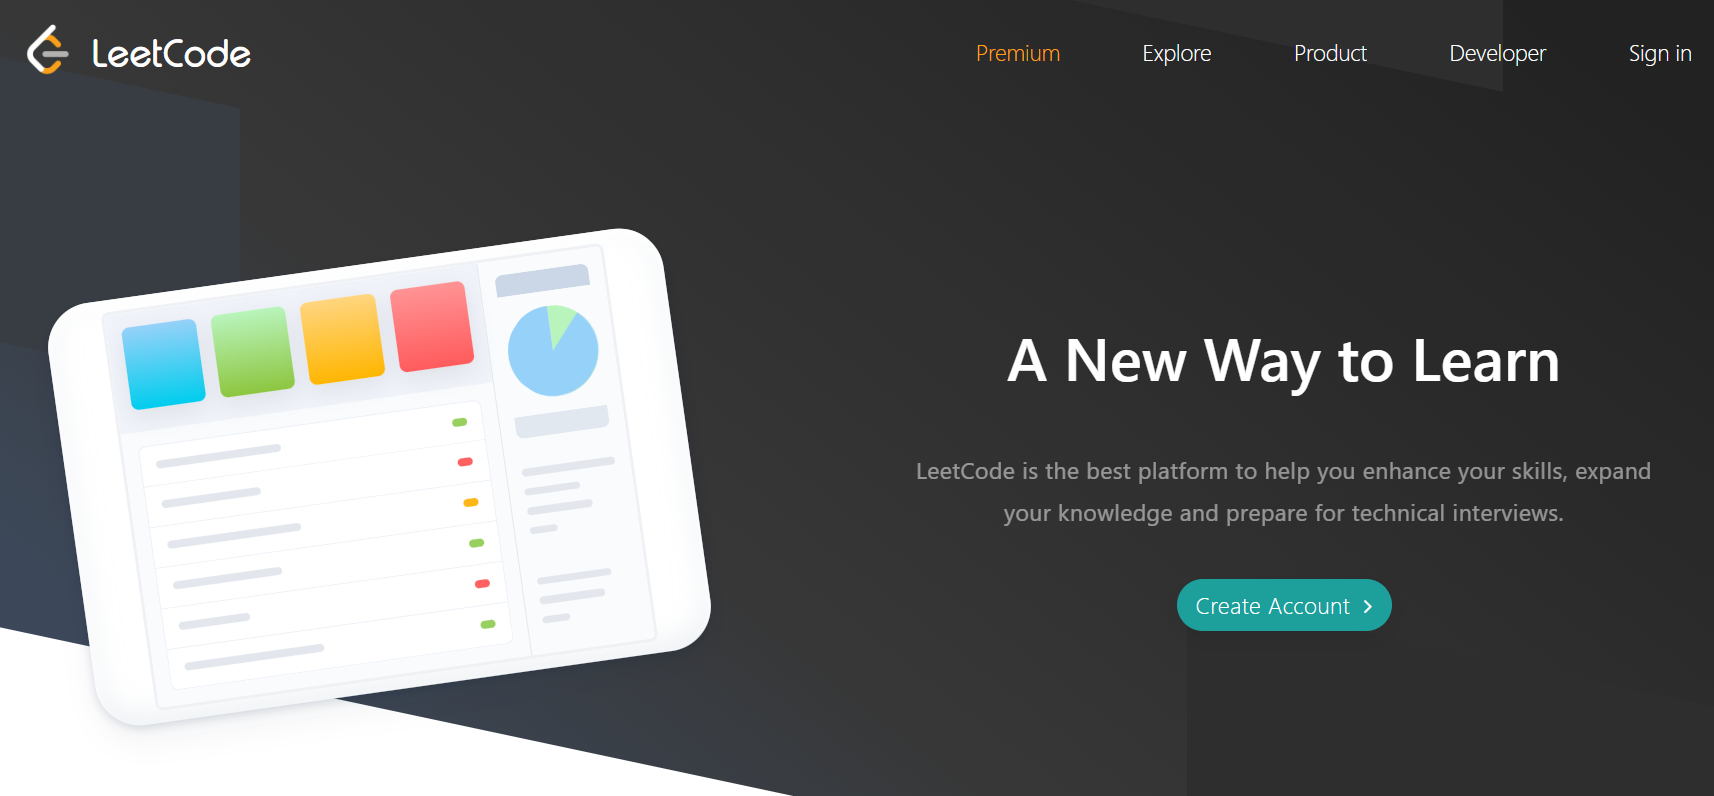 LeetCode
Premium
Explore
Product
Developer
Sign in
A New Way to Learn
LeetCode is the best platform to help you enhance your skills, expand
your knowledge and prepare for technical interviews.
Create Account